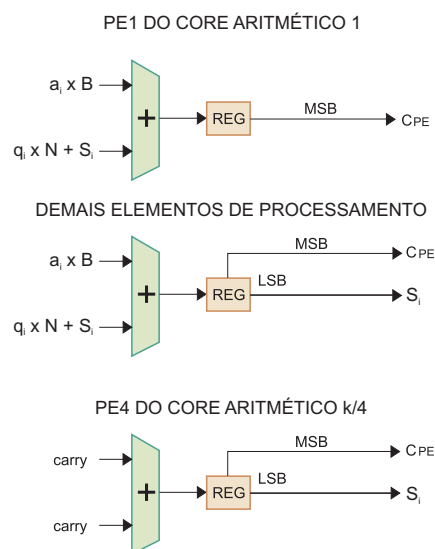 PE1 DO CORE ARITMÉTICO 1
aᵢ x B
+
REG
MSB
CPE
qᵢ x N + Sᵢ
DEMAIS ELEMENTOS DE PROCESSAMENTO
MSB
CPE
aᵢ x B
+
REG
LSB
Sᵢ
qᵢ x N + Sᵢ
PE4 DO CORE ARITMÉTICO k/4
MSB
CPE
carry
+
REG
LSB
Sᵢ
carry